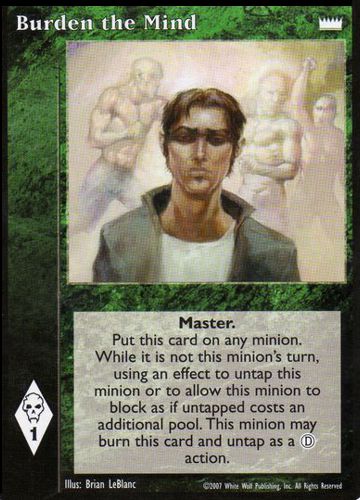 Burden the Mind
Master.
Put this card on any minion.
While it is not this minion's turn,
using an effect to untap this
minion or to allow this minion to
block as if untapped costs an
additional pool. This minion may
burn this card and untap as a Ⓓ
action.
1
Illus: Brian LeBlanc
©2007 White Wolf Publishing, Inc. All Rights Reserved